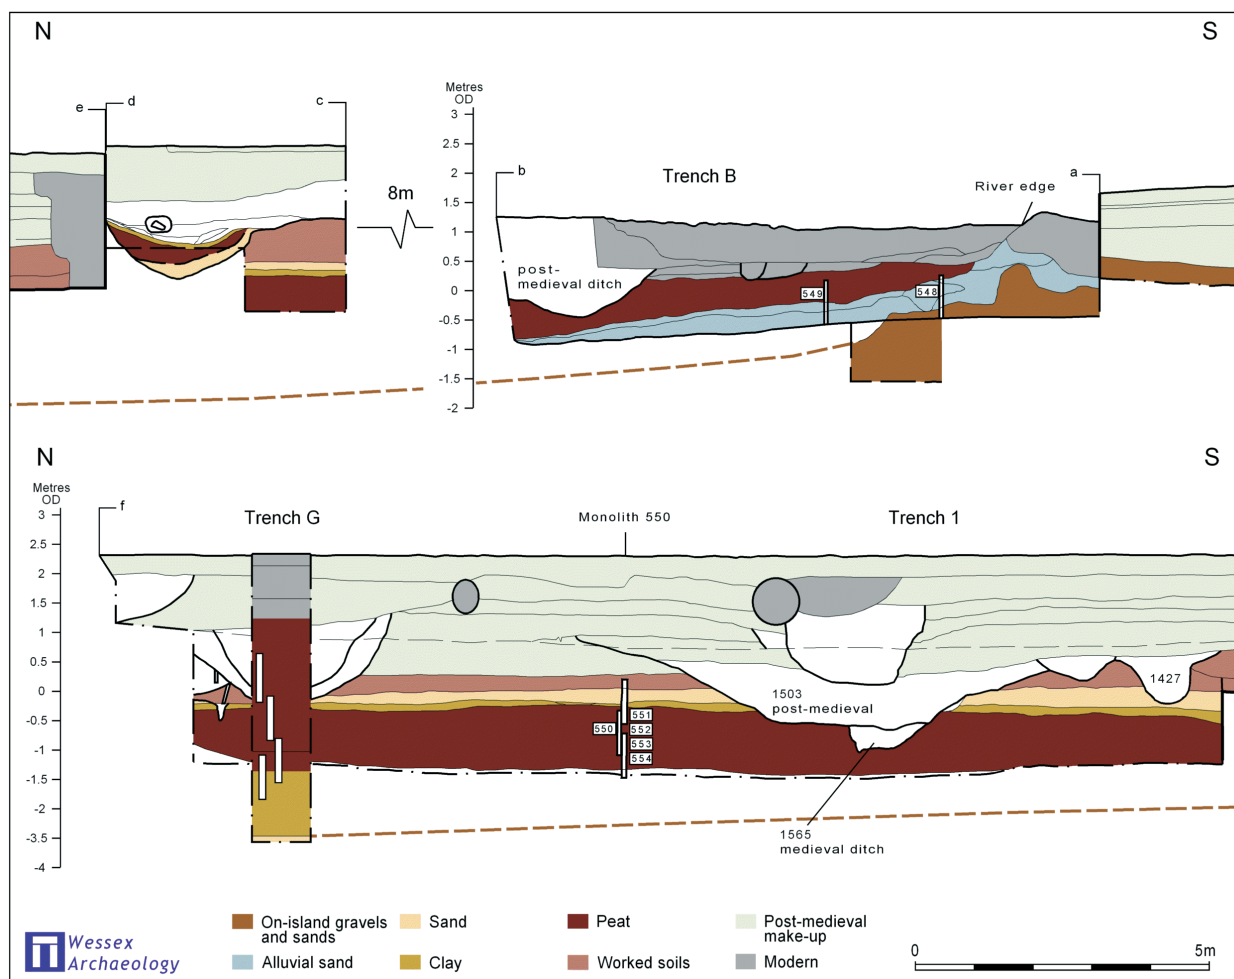 N
S
e
d
c
8m
Metres
OD
3
2.5
2
1.5
1
0.5
0
-0.5
-1
-1.5
-2
b
Trench B
River edge
a
post-
medieval ditch
549
548
N
S
Metres
OD
3
2.5
2
1.5
1
0.5
0
-0.5
-1
-1.5
-2
-3.5
-4
f
Trench G
Monolith 550
Trench 1
1427
1503
post-medieval
550
551
552
553
554
1565
medieval ditch
Wessex
Archaeology
On-island gravels
and sands
Alluvial sand
Sand
Clay
Peat
Worked soils
Post-medieval
make-up
Modern
0
5m